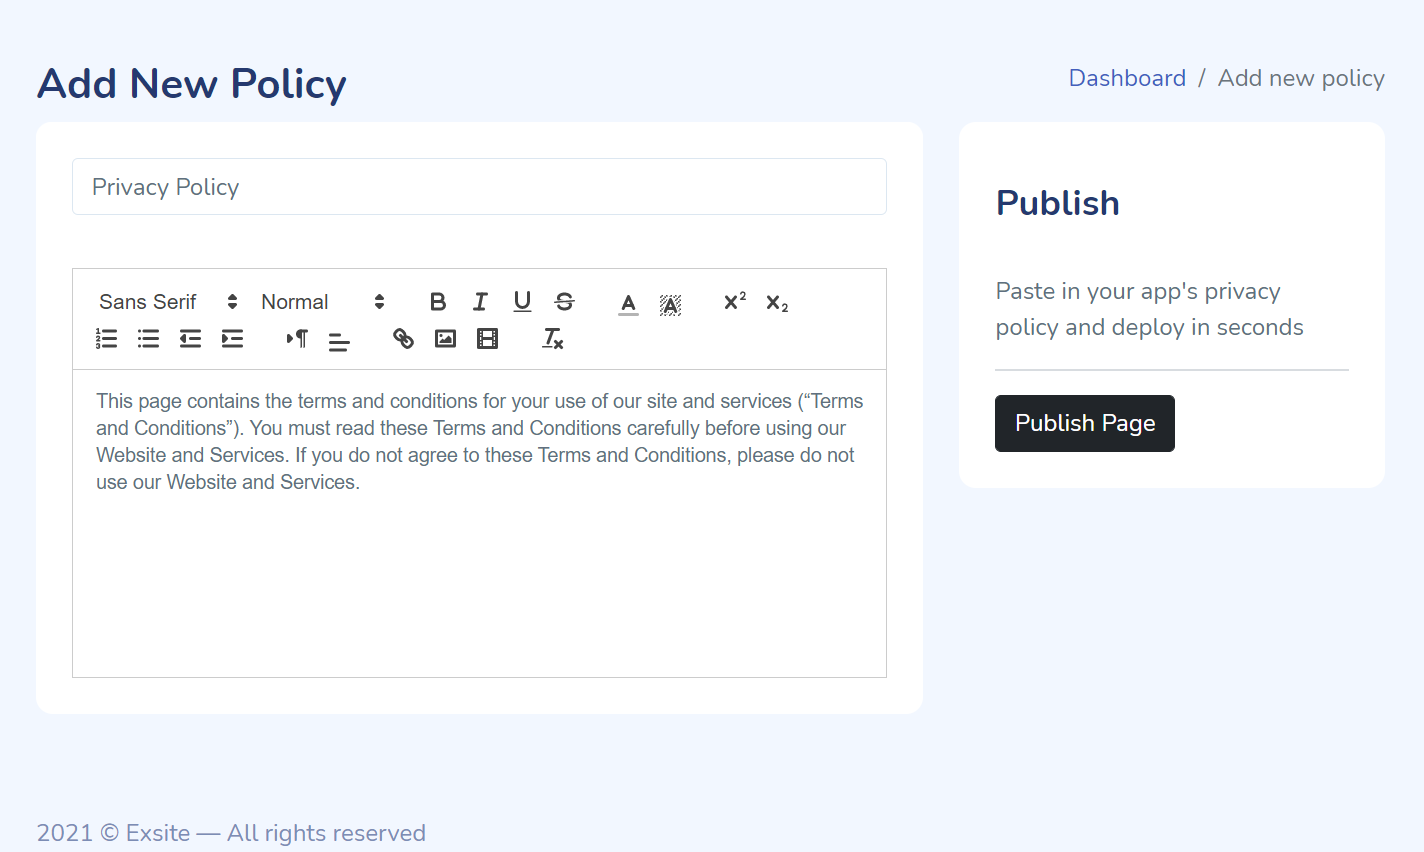 Add New Policy
Dashboard / Add new policy
Privacy Policy
Sans Serif Normal
This page contains the terms and conditions for your use of our site and services (“Terms
and Conditions”). You must read these Terms and Conditions carefully before using our
Website and Services. If you do not agree to these Terms and Conditions, please do not
use our Website and Services.
Publish
Paste in your app's privacy
policy and deploy in seconds
Publish Page
2021 © Exsite — All rights reserved